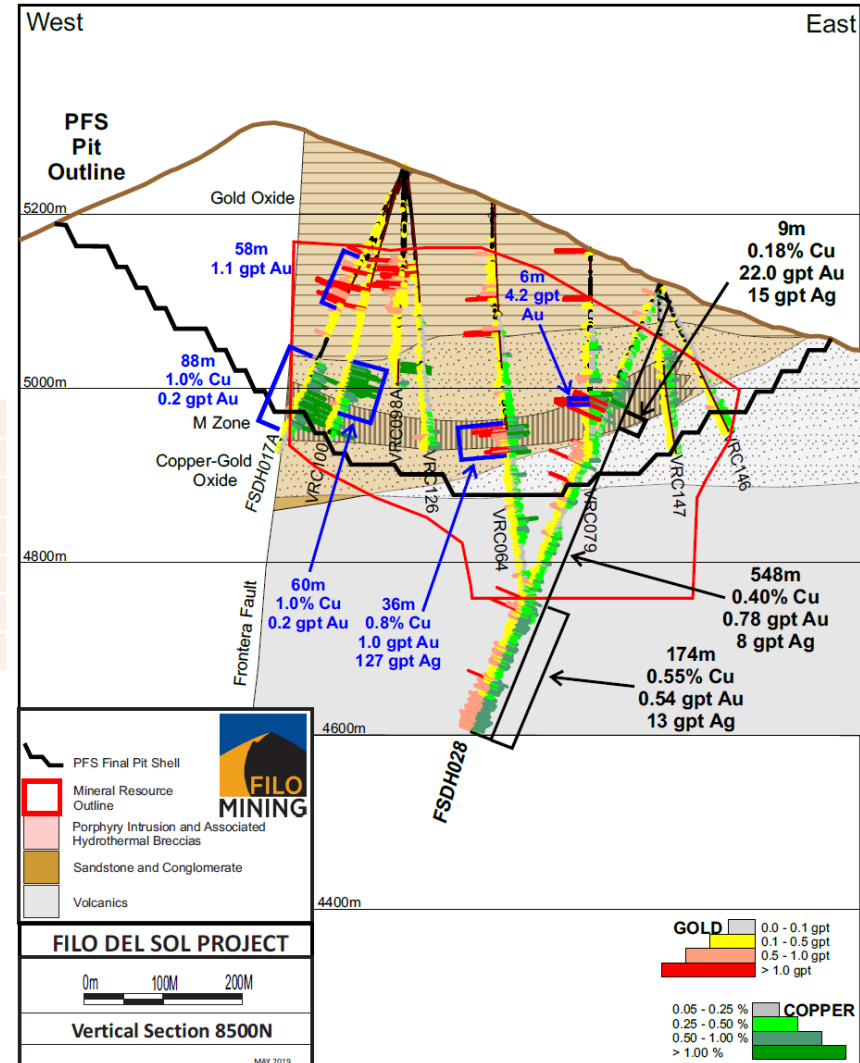 West
East
PFS
Pit
Outline
Gold Oxide
5200m
58m
1.1 gpt Au
6m
4.2 gpt
Au
9m
0.18% Cu
22.0 gpt Au
15 gpt Ag
5000m
88m
1.0% Cu
0.2 gpt Au
M Zone
Copper-Gold
Oxide
FSDH017A
VRC100
VRC098A
VRC126
VRC064
VRC079
VRC147
VRC146
4800m
60m
1.0% Cu
0.2 gpt Au
36m
0.8% Cu
1.0 gpt Au
127 gpt Ag
548m
0.40% Cu
0.78 gpt Au
8 gpt Ag
174m
0.55% Cu
0.54 gpt Au
13 gpt Ag
Frontera Fault
4600m
FSDH028
PFS Final Pit Shell
FILO
MINING
Mineral Resource
Outline
Porphyry Intrusion and Associated
Hydrothermal Breccias
Sandstone and Conglomerate
Volcanics
4400m
FILO DEL SOL PROJECT
0m 100M 200M
Vertical Section 8500N
MAY 2019
GOLD
0.0 - 0.1 gpt
0.1 - 0.5 gpt
0.5 - 1.0 gpt
> 1.0 gpt
COPPER
0.05 - 0.25 %
0.25 - 0.50 %
0.50 - 1.00 %
> 1.00 %